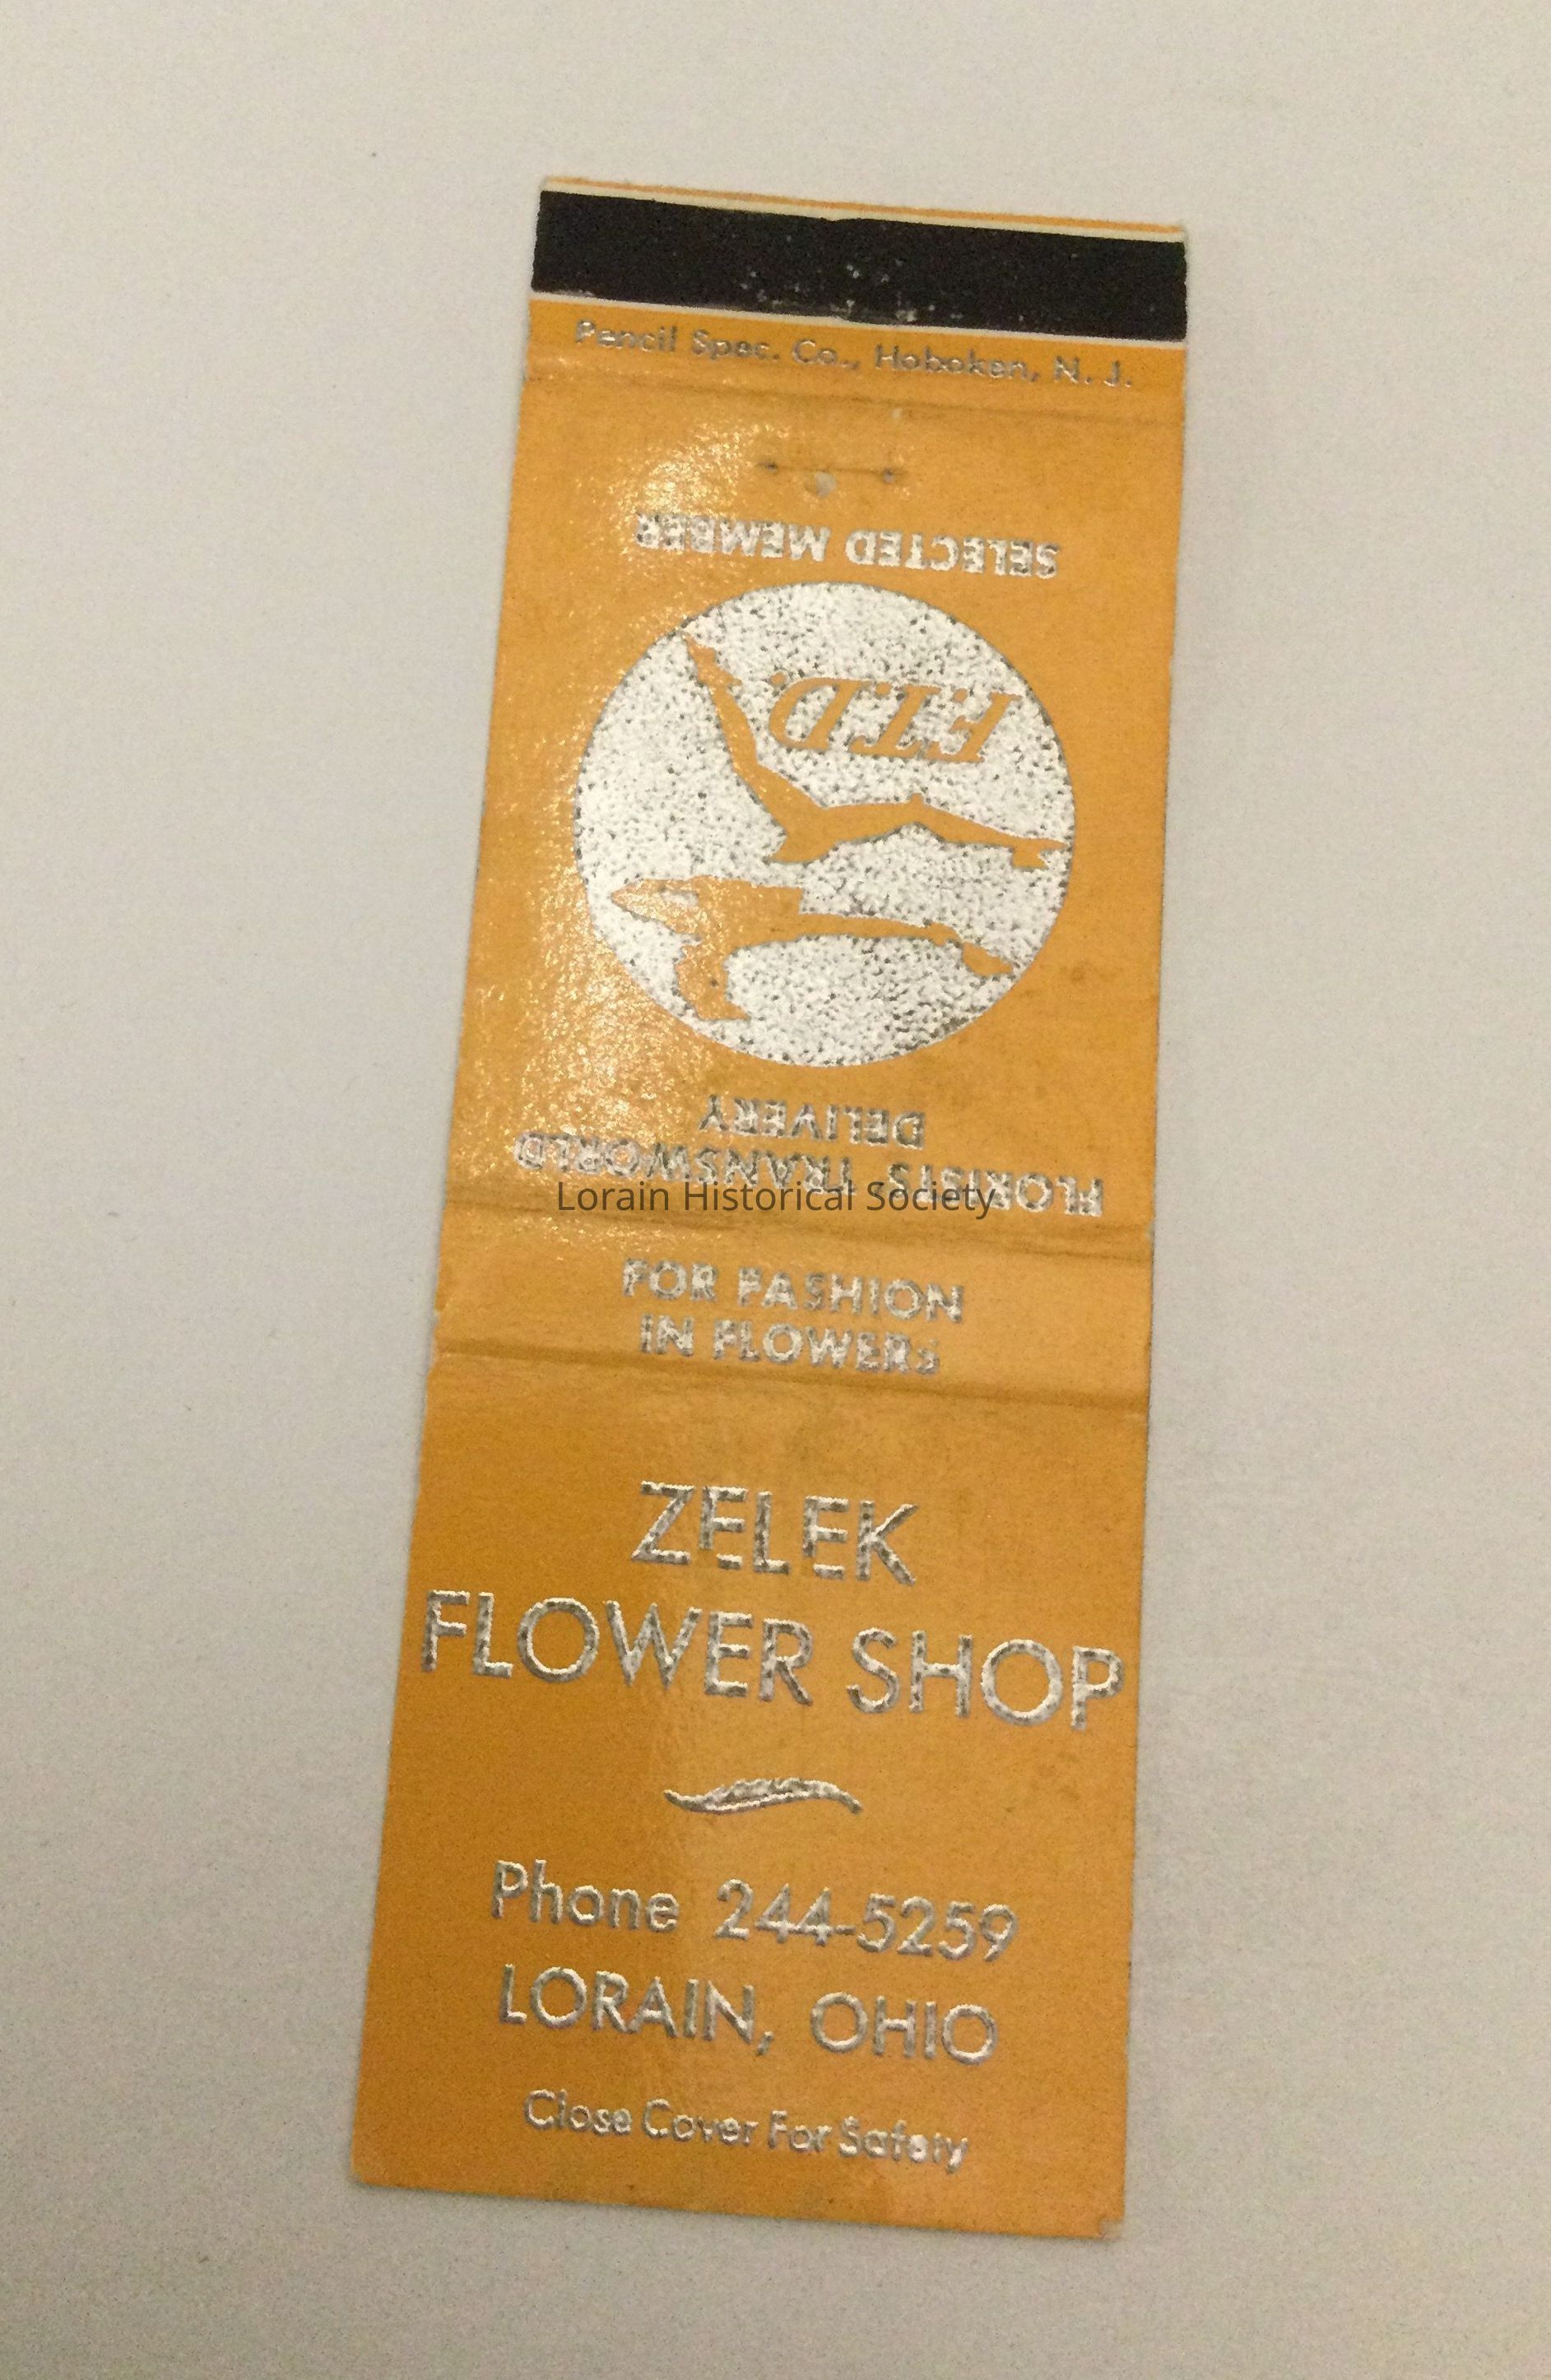 Pencil Spec. Co., Hoboken, N. J.
FLORISTS TRANSWORLD
DELIVERY
F.T.D.
SELECTED MEMBER
Lorain Historical Society
FOR FASHION
IN FLOWERS
ZELEK
FLOWER SHOP
Phone 244-5259
LORAIN, OHIO
Close Cover For Safety